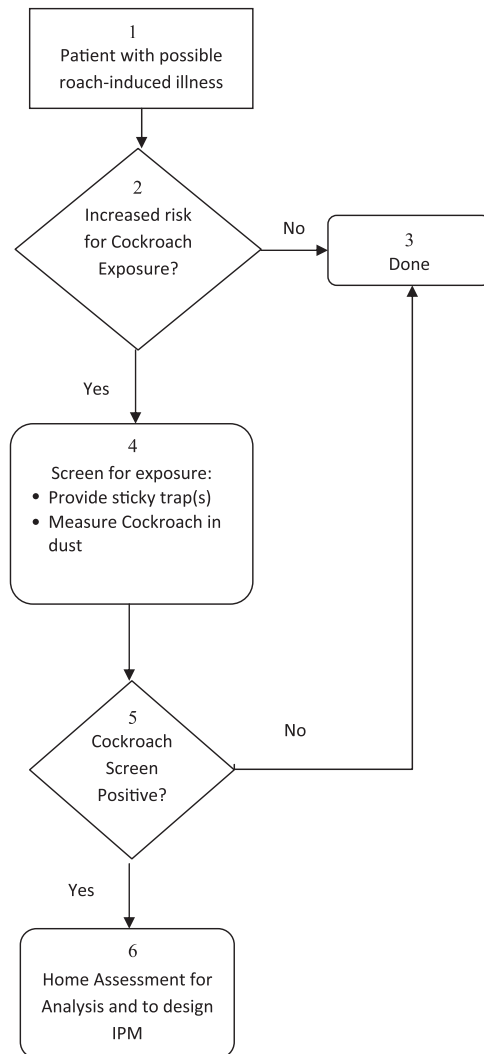 1
Patient with possible
roach-induced illness
2
Increased risk
for Cockroach
Exposure?
No
3
Done
Yes
4
Screen for exposure:
• Provide sticky trap(s)
• Measure Cockroach in
dust
5
Cockroach
Screen
Positive?
No
Yes
6
Home Assessment for
Analysis and to design
IPM